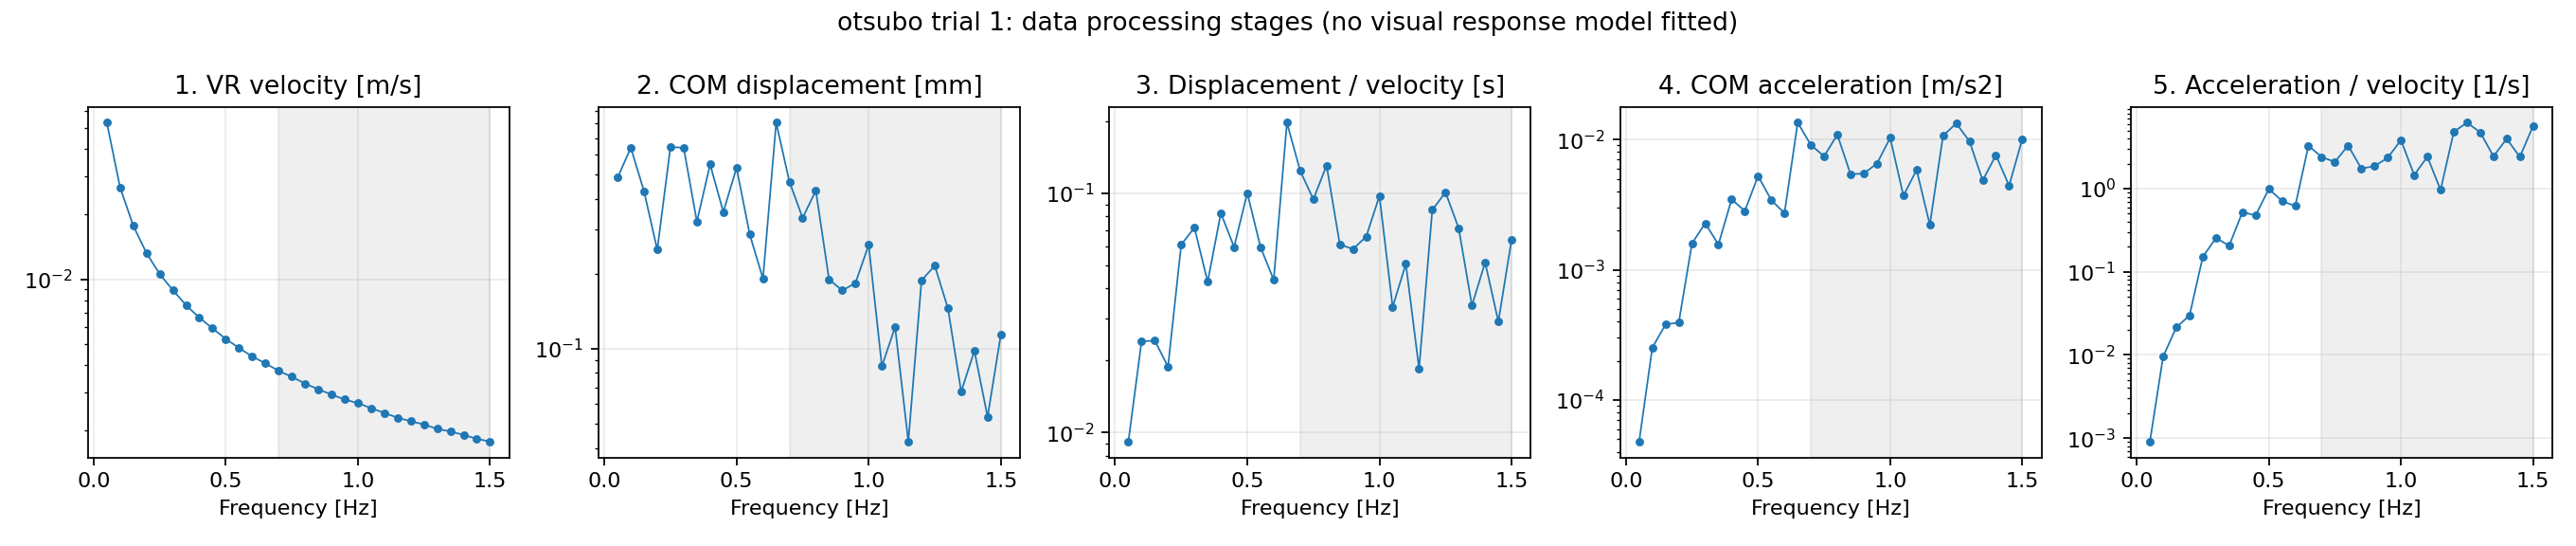 otsubo trial 1: data processing stages (no visual response model fitted)
1. VR velocity [m/s]
2. COM displacement [mm]
3. Displacement / velocity [s]
4. COM acceleration [m/s2]
5. Acceleration / velocity [1/s]
10⁻²
10⁻¹
10⁻¹
10⁻²
10⁻²
10⁻³
10⁻⁴
10⁰
10⁻¹
10⁻²
10⁻³
0.0 0.5 1.0 1.5
0.0 0.5 1.0 1.5
0.0 0.5 1.0 1.5
0.0 0.5 1.0 1.5
0.0 0.5 1.0 1.5
Frequency [Hz]
Frequency [Hz]
Frequency [Hz]
Frequency [Hz]
Frequency [Hz]